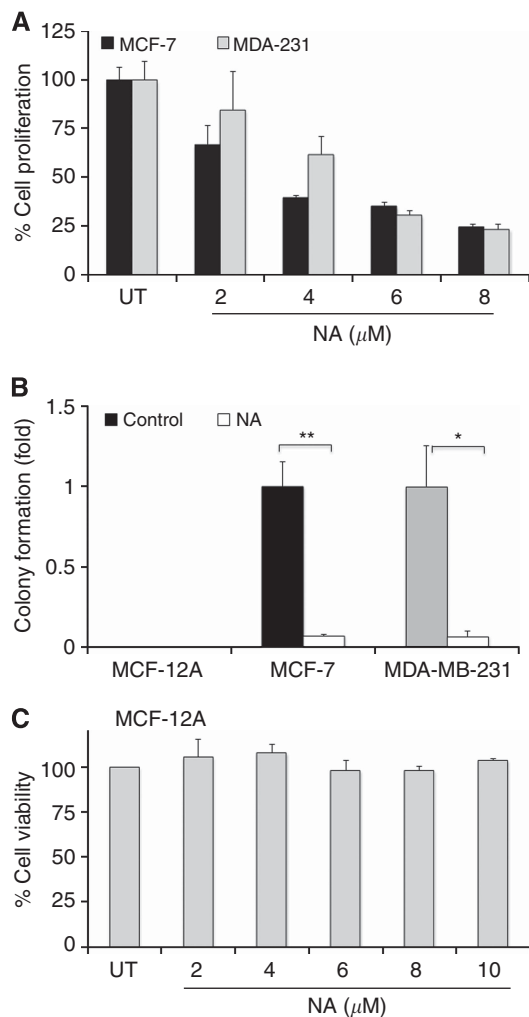 A
125
MCF-7 MDA-231
100
75
50
25
0
% Cell proliferation
UT 2 4 6 8
NA (μM)
B
1.5
Control NA
** *
1
0.5
0
Colony formation (fold)
MCF-12A MCF-7 MDA-MB-231
C
MCF-12A
100
75
50
25
0
% Cell viability
UT 2 4 6 8 10
NA (μM)